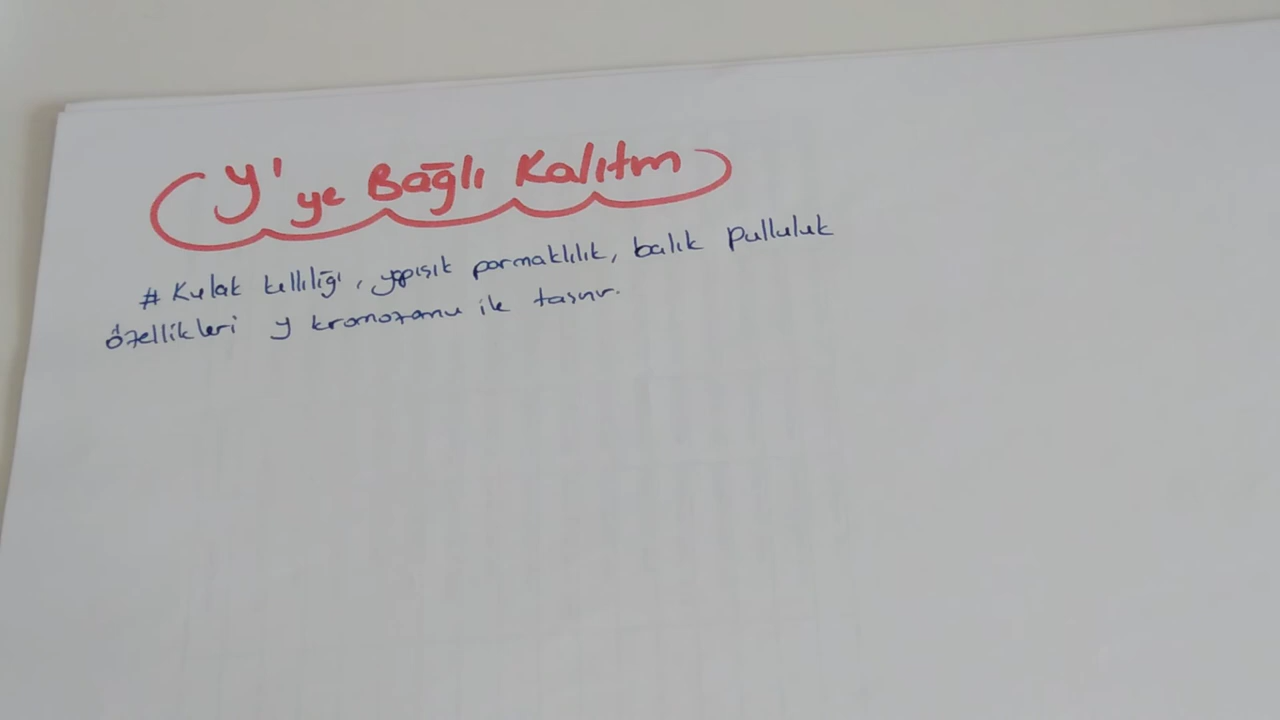 Y'ye Bağlı Kalıtım
# Kulak kıllılığı, yapışık parmaklılık, balık pulluluk
özellikleri y kromozomu ile taşınır.